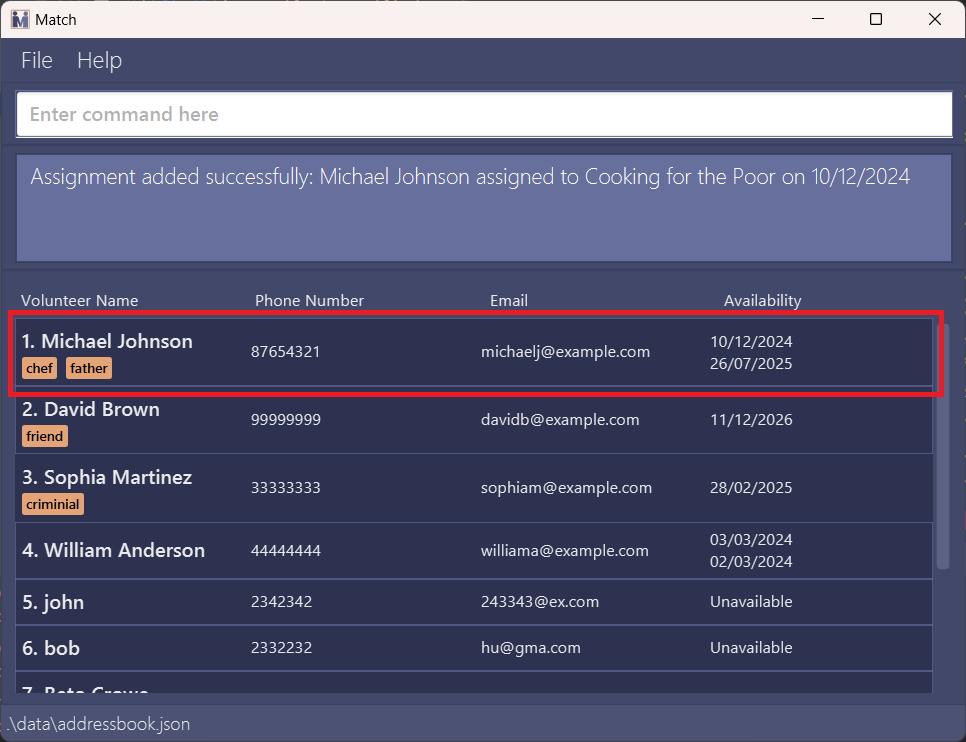 Match
File Help
Enter command here
Assignment added successfully: Michael Johnson assigned to Cooking for the Poor on 10/12/2024
Volunteer Name Phone Number Email Availability
1. Michael Johnson
chef father
87654321
michaelj@example.com
10/12/2024
26/07/2025
2. David Brown
friend
99999999
davidb@example.com
11/12/2026
3. Sophia Martinez
criminial
33333333
sophiam@example.com
28/02/2025
4. William Anderson
44444444
williama@example.com
03/03/2024
02/03/2024
5. john 2342342 243343@ex.com Unavailable
6. bob 2332232 hu@gma.com Unavailable
7. Beta Crowe
.\data\addressbook.json